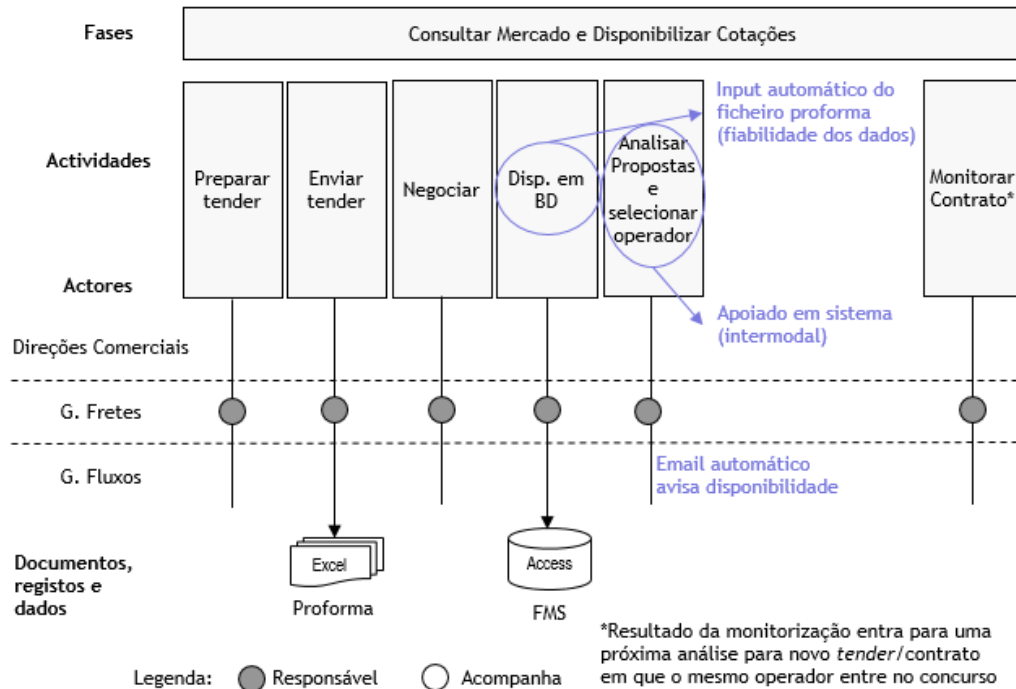 Fases
Consultar Mercado e Disponibilizar Cotações
Actividades
Preparar
tender
Enviar
tender
Negociar
Disp. em
BD
Analisar
Propostas
e
selecionar
operador
Input automático do
ficheiro proforma
(fiabilidade dos dados)
Monitorar
Contrato*
Actores
Apoiado em sistema
(intermodal)
Direções Comerciais
G. Fretes
G. Fluxos
Email automático
avisa disponibilidade
Documentos,
registos e
dados
Excel
Proforma
Access
FMS
*Resultado da monitorização entra para uma
próxima análise para novo tender/contrato
em que o mesmo operador entre no concurso
Legenda: Responsável Acompanha